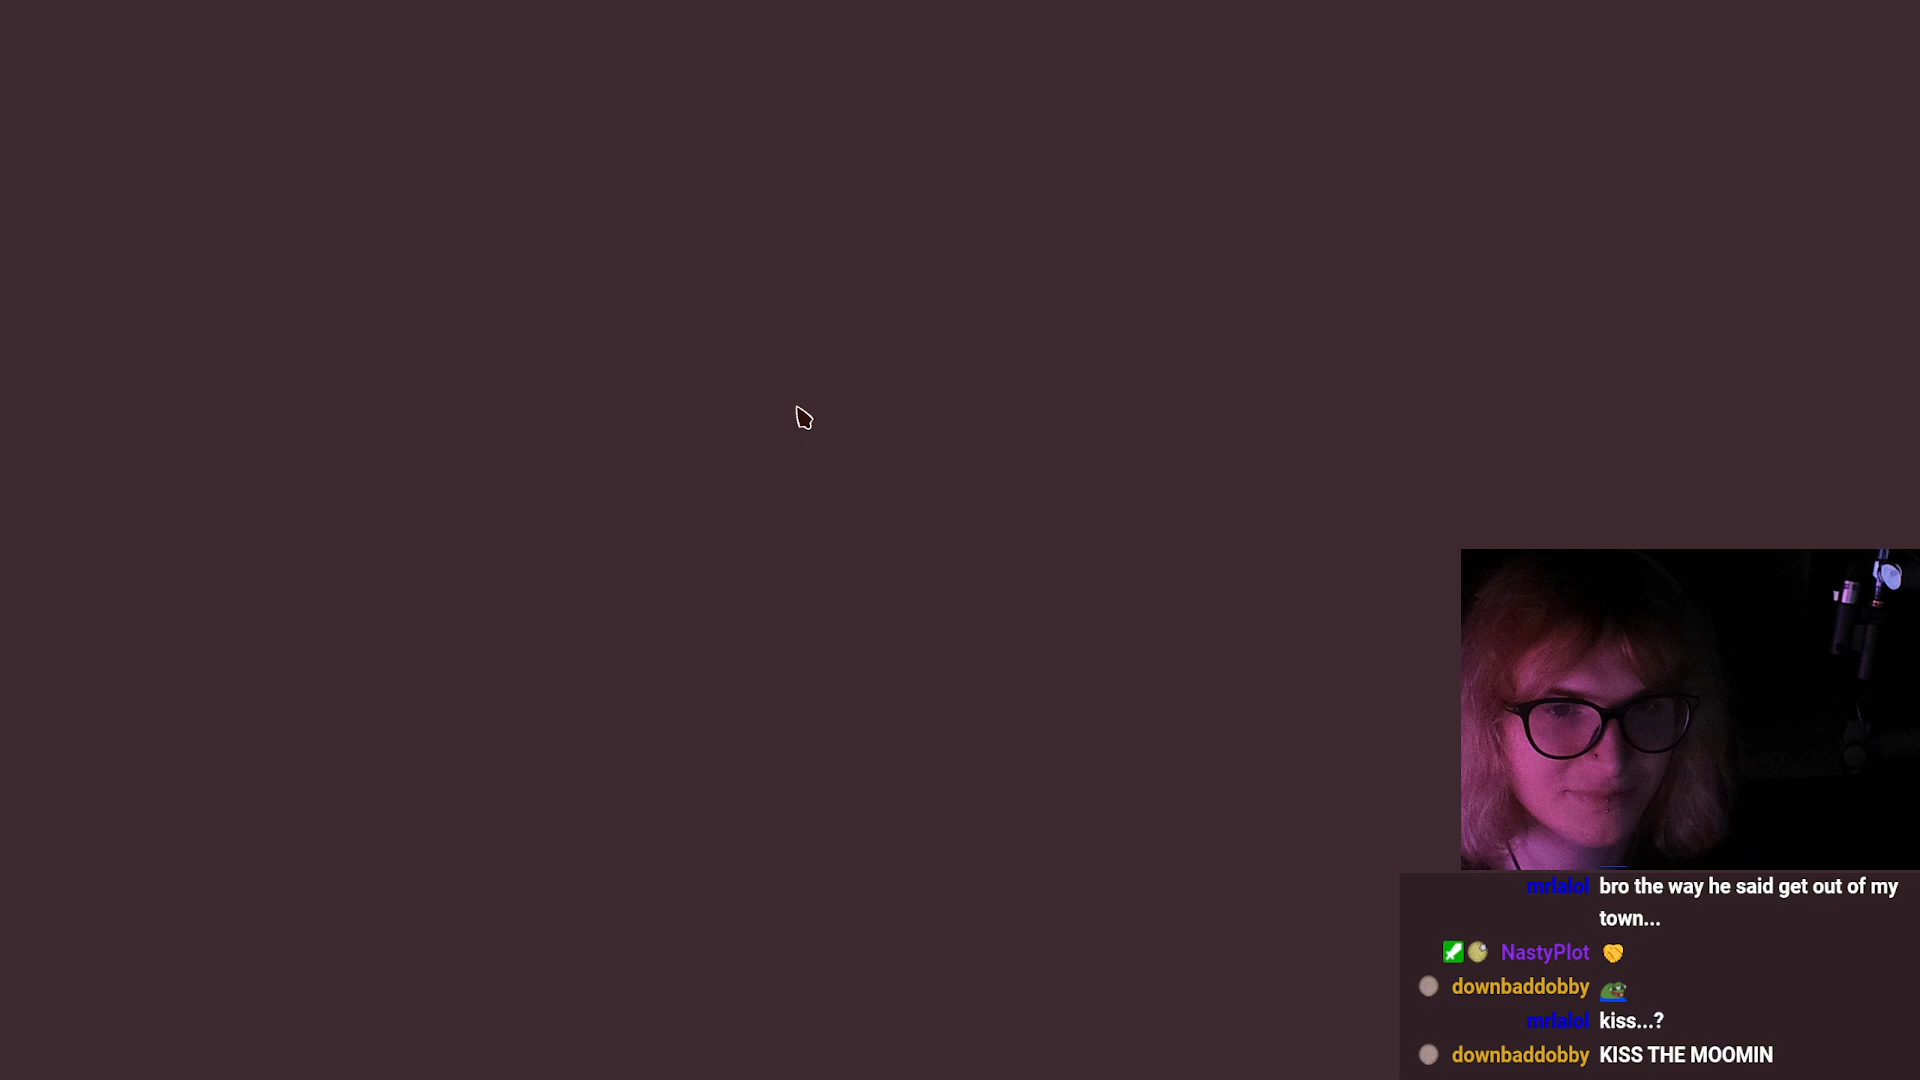 mrlalol bro the way he said get out of my
town...
NastyPlot
downbaddobby
mrlalol kiss...?
downbaddobby KISS THE MOOMIN